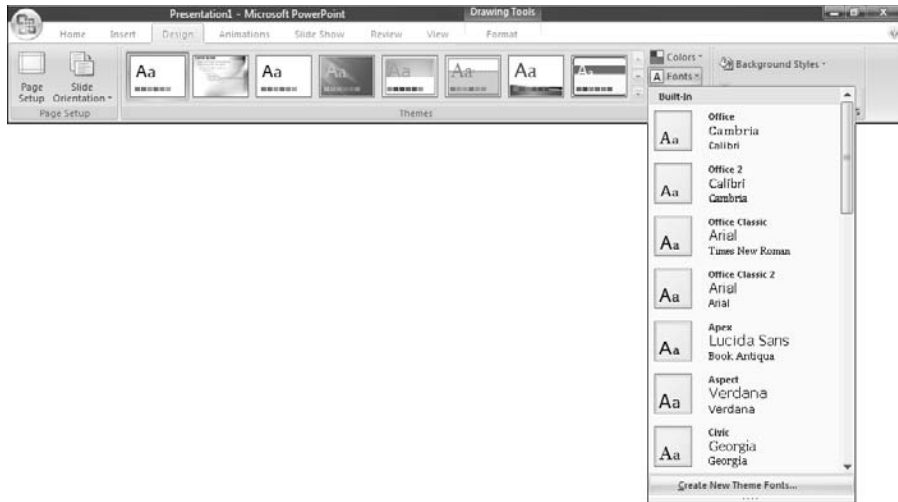 Presentation1 - Microsoft PowerPoint
Drawing Tools
Home Insert Design Animations Slide Show Review View Format
Page Setup
Slide Orientation
Aa Aa Aa Aa Aa Aa Aa
Colors
Fonts
Background Styles
Page Setup
Themes
Built-In
Aa
Office
Cambria
Calibri
Aa
Office 2
Calibri
Cambria
Aa
Office Classic
Arial
Times New Roman
Aa
Office Classic 2
Arial
Arial
Aa
Apex
Lucida Sans
Book Antiqua
Aa
Aspect
Verdana
Verdana
Aa
Civic
Georgia
Georgia
Create New Theme Fonts...